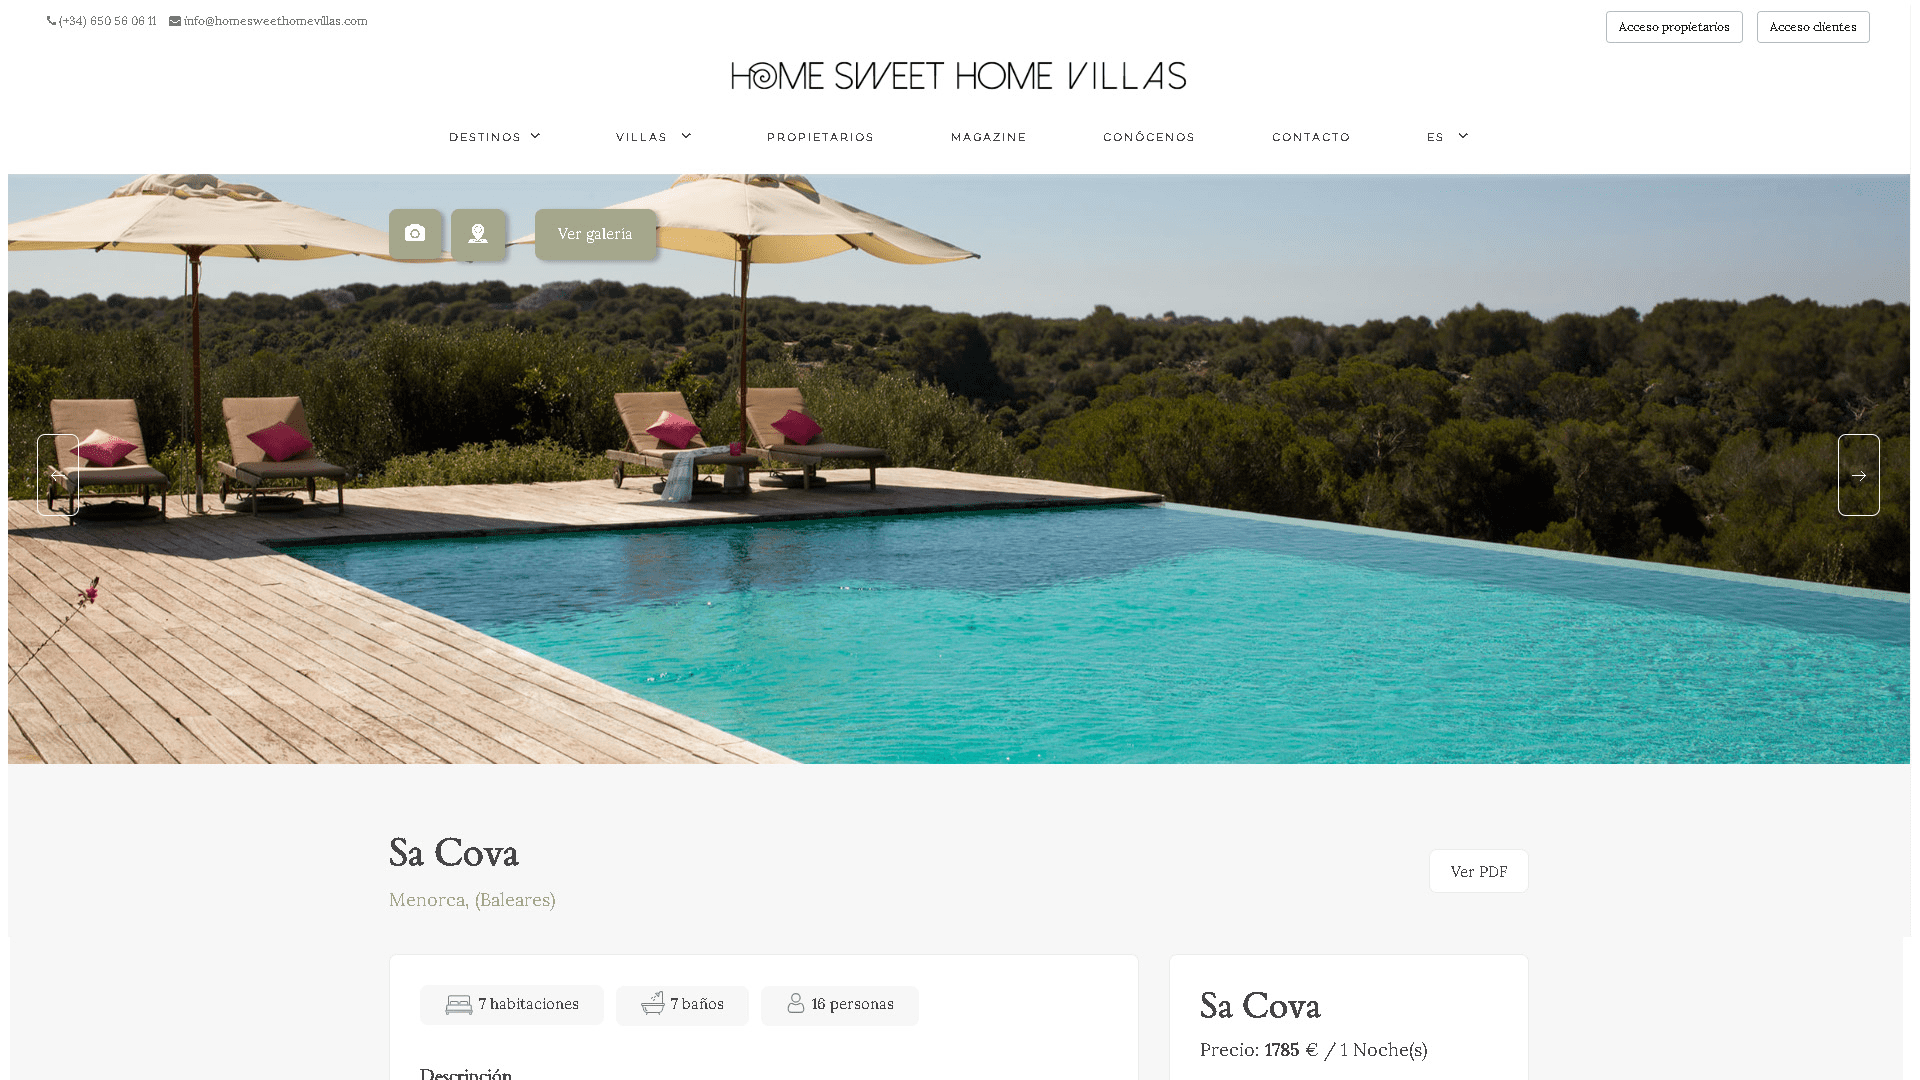 (+34) 650 56 06 11 info@homesweethomevillas.com
Acceso propietarios Acceso clientes
HOME SWEET HOME VILLAS
DESTINOS VILLAS PROPIETARIOS MAGAZINE CONÓCENOS CONTACTO ES
Ver galería
Sa Cova
Menorca, (Baleares)
Ver PDF
7 habitaciones 7 baños 16 personas
Descripción
Sa Cova
Precio: 1785 € / 1 Noche(s)